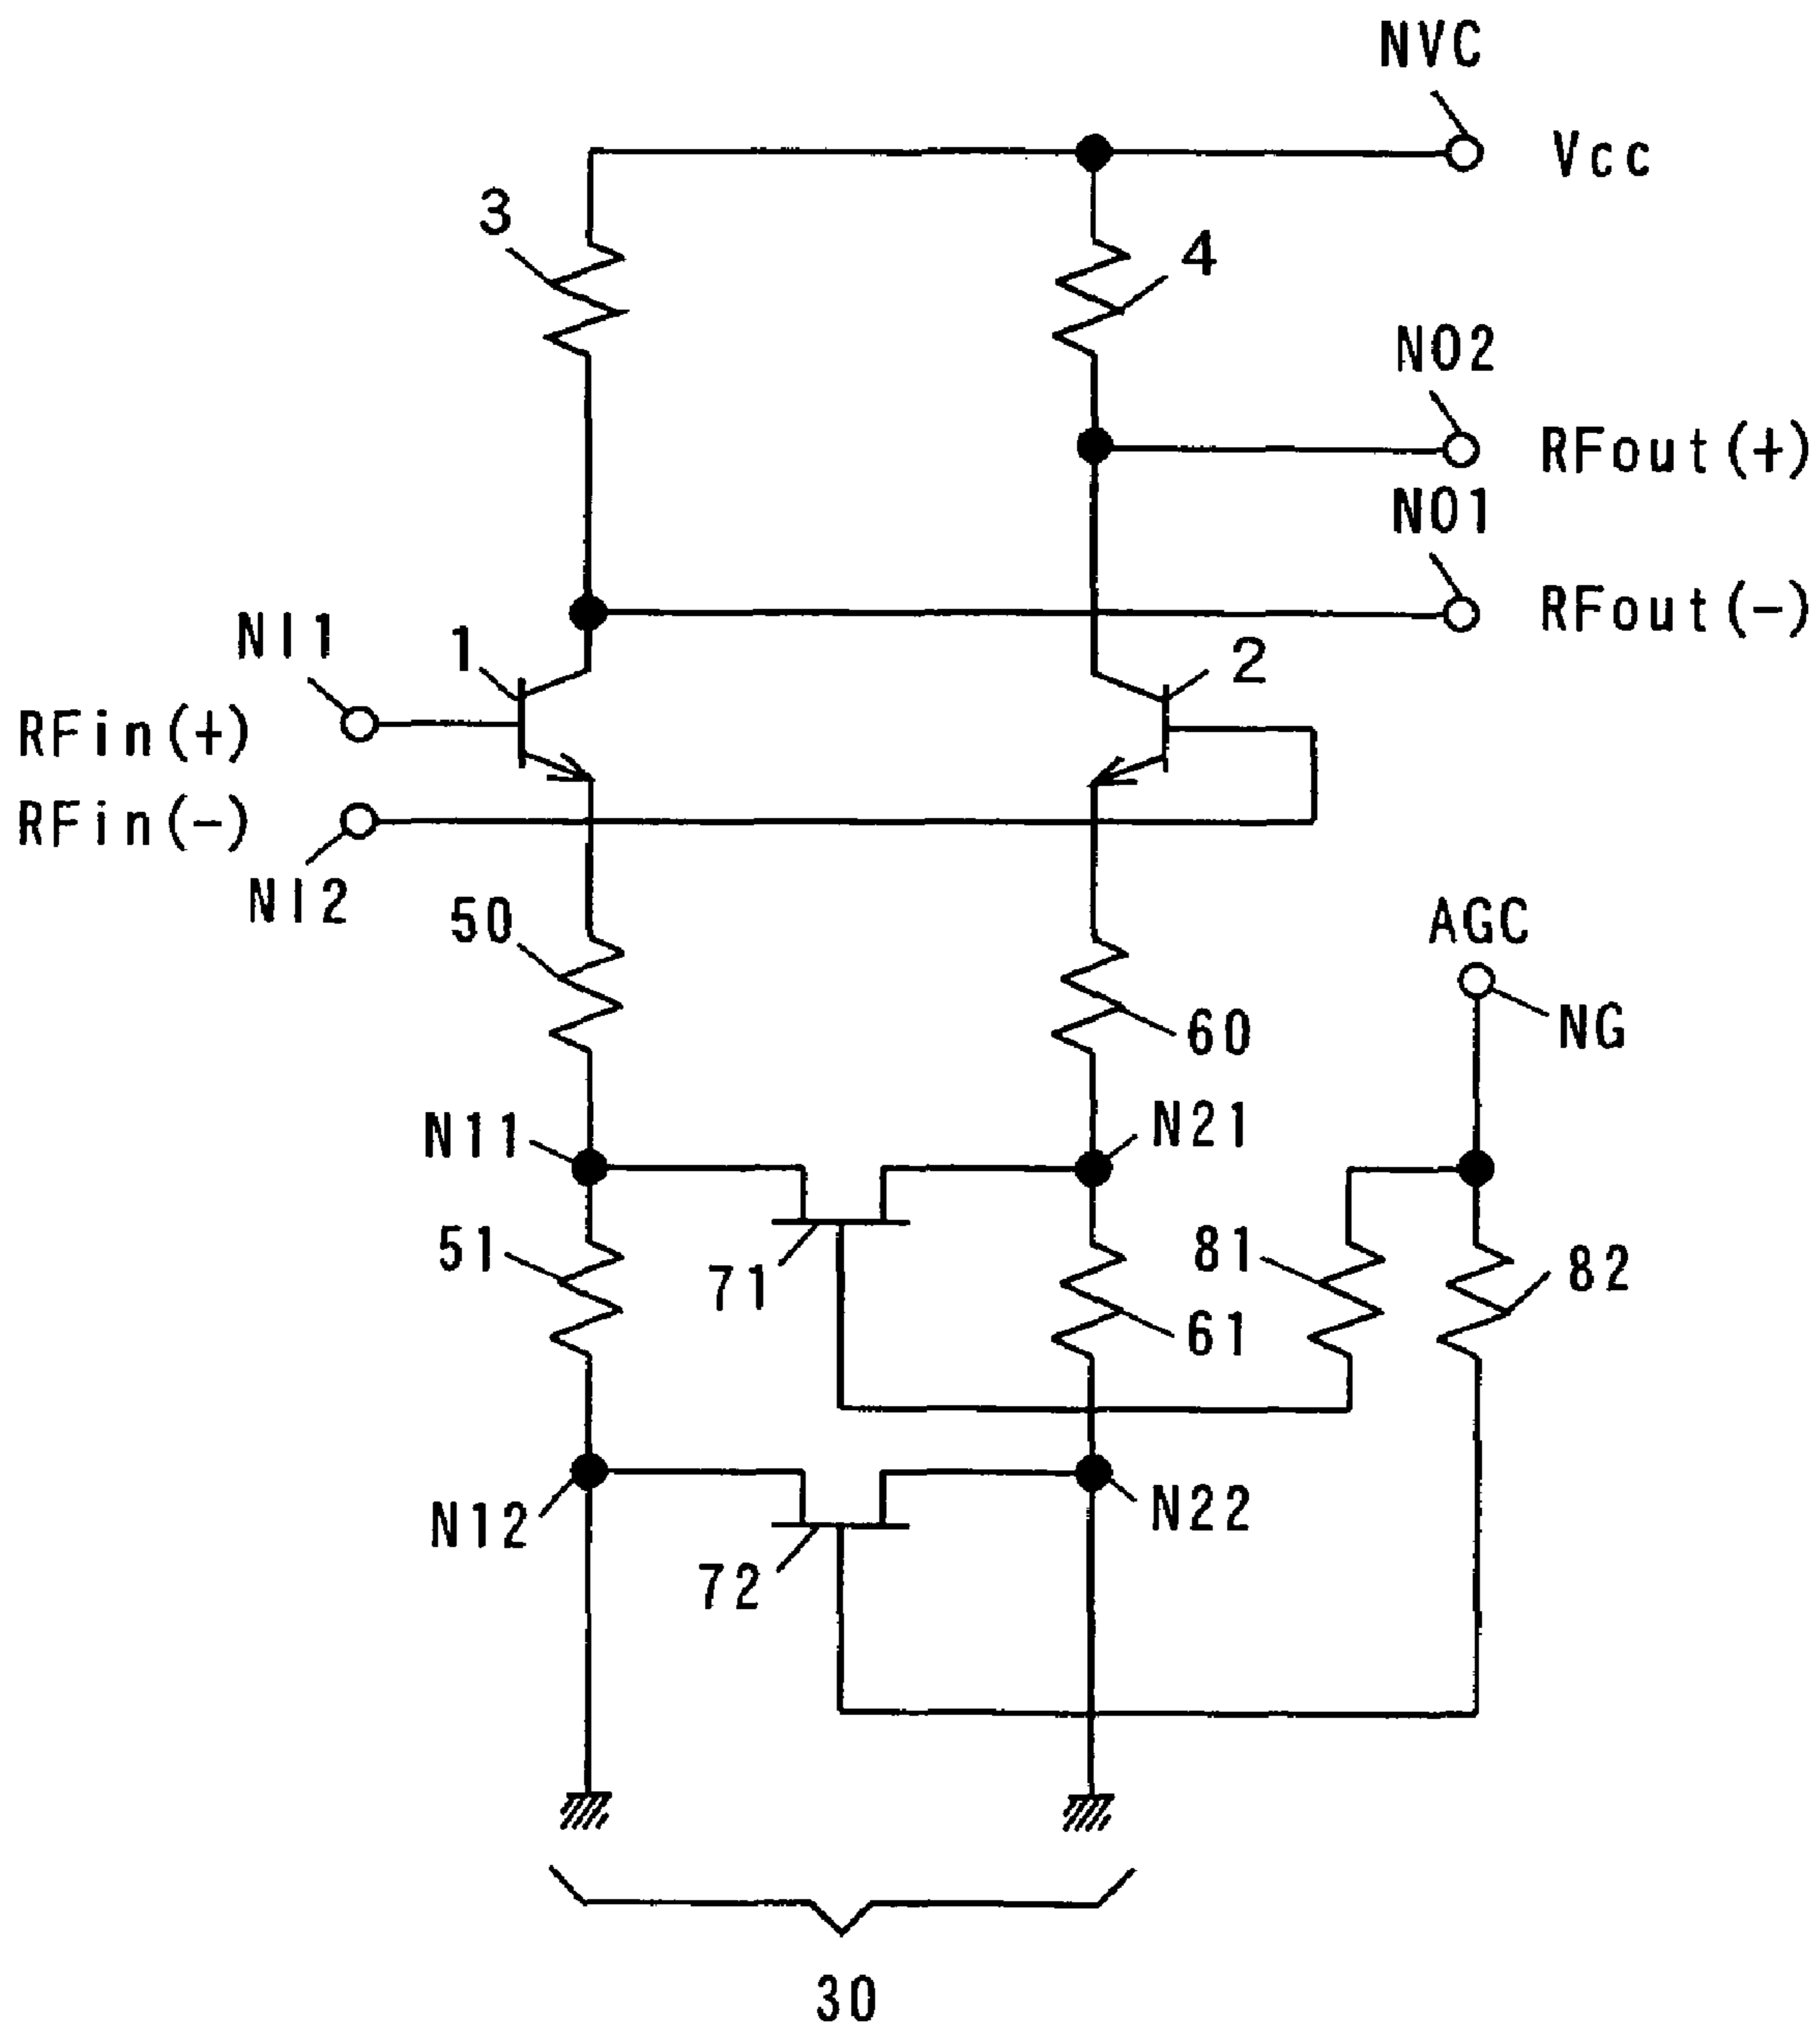 NVC
Vcc
3
4
NO2
RFout(+)
NO1
RFout(-)
NI1
1
2
RFin(+)
RFin(-)
NI2
50
AGC
60
NG
N11
N21
51
71
81
82
61
N12
N22
72
30